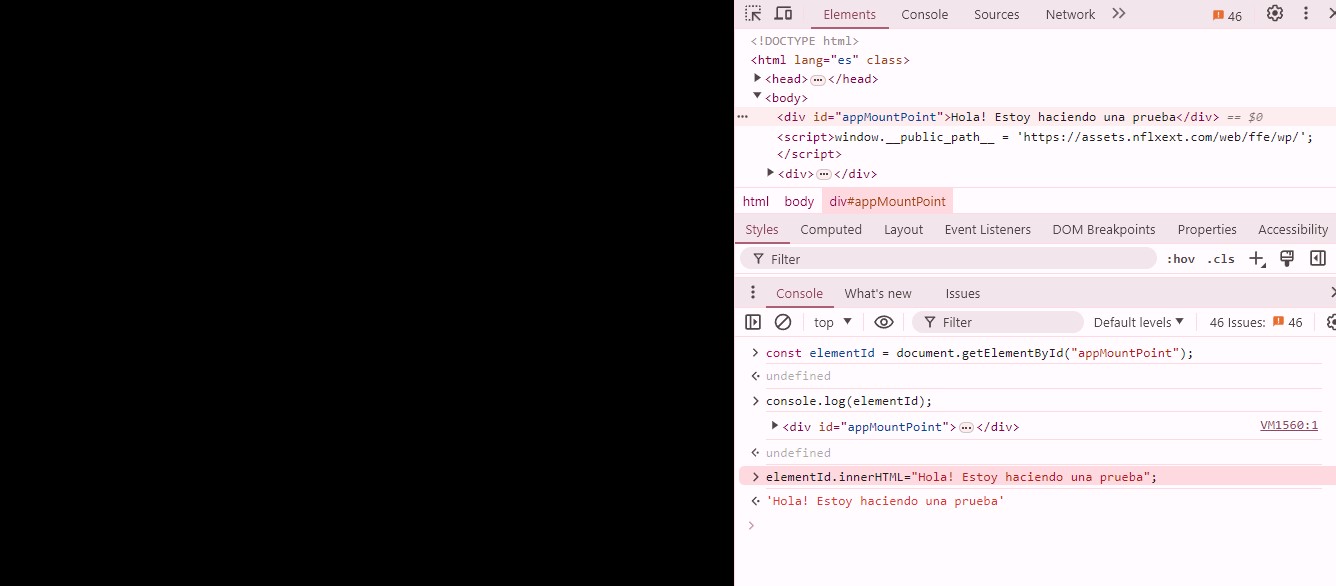 Elements Console Sources Network 46
<!DOCTYPE html>
<html lang="es" class>
<head>…</head>
<body>
<div id="appMountPoint">Hola! Estoy haciendo una prueba</div> == $0
<script>window.__public_path__ = 'https://assets.nflxext.com/web/ffe/wp/';
</script>
<div>…</div>
html body div#appMountPoint
Styles Computed Layout Event Listeners DOM Breakpoints Properties Accessibility
Filter :hov .cls
Console What's new Issues
top Filter Default levels 46 Issues: 46
const elementId = document.getElementById("appMountPoint");
undefined
console.log(elementId);
<div id="appMountPoint">…</div> VM1560:1
undefined
elementId.innerHTML="Hola! Estoy haciendo una prueba";
'Hola! Estoy haciendo una prueba'